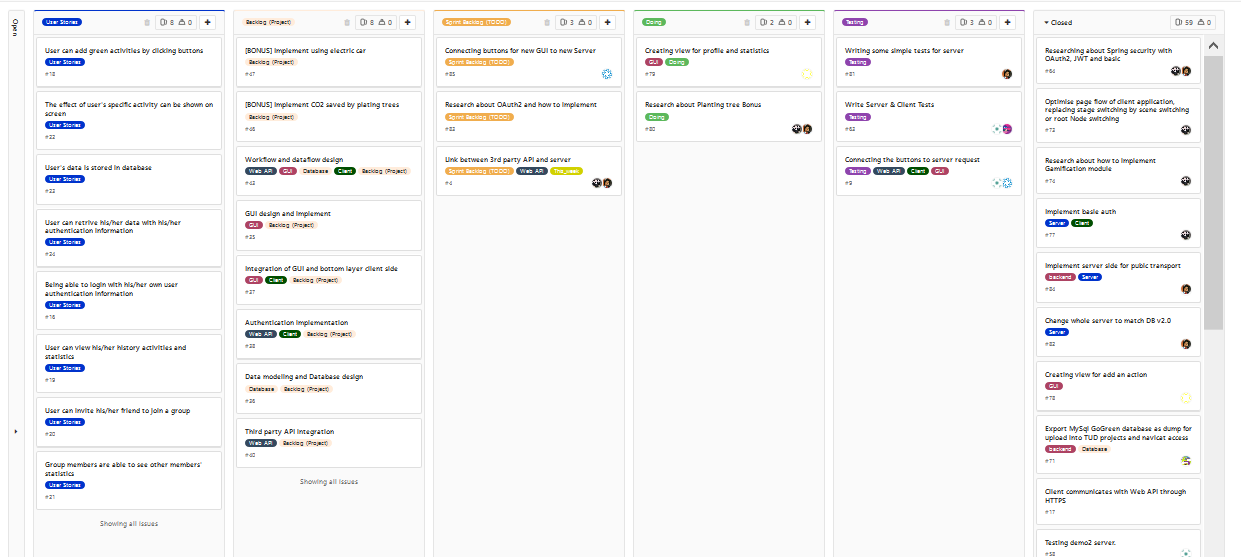 Open
User Stories 8 0
User can add green activities by clicking buttons
User Stories
#18
The effect of user's specific activity can be shown on
screen
User Stories
#22
User's data is stored in database
User Stories
#23
User can retrive his/her data with his/her
authentication information
User Stories
#24
Being able to login with his/her own user
authentication information
User Stories
#16
User can view his/her history activities and
statistics
User Stories
#19
User can invite his/her friend to join a group
User Stories
#20
Group members are able to see other members'
statistics
User Stories
#21
Showing all issues
Backlog (Project) 8 0
[BONUS] Implement using electric car
Backlog (Project)
#67
[BONUS] Implement CO2 saved by plating trees
Backlog (Project)
#66
Workflow and dataflow design
Web API GUI Database Client Backlog (Project)
#63
GUI design and implement
GUI Backlog (Project)
#35
Integration of GUI and bottom layer client side
GUI Client Backlog (Project)
#37
Authentication Implementation
Web API Client Backlog (Project)
#38
Data modeling and Database design
Database Backlog (Project)
#36
Third party API Integration
Web API Backlog (Project)
#40
Showing all issues
Sprint Backlog (TODO) 3 0
Connecting buttons for new GUI to new Server
Sprint Backlog (TODO)
#85
Research about OAuth2 and how to implement
Sprint Backlog (TODO)
#83
Link between 3rd party API and server
Sprint Backlog (TODO) Web API This_week
#4
Doing 2 0
Creating view for profile and statistics
GUI Doing
#79
Research about Planting tree Bonus
Doing
#80
Testing 3 0
Writing some simple tests for server
Testing
#81
Write Server & Client Tests
Testing
#62
Connecting the buttons to server request
Testing Web API Client GUI
#9
Closed 59 0
Researching about Spring security with
OAuth2, JWT and basic
#64
Optimise page flow of client application,
replacing stage switching by scene switching
or root Node switching
#72
Research about how to implement
Gamification module
#74
Implement basic auth
Server Client
#77
Implement server side for pubic transport
backend Server
#84
Change whole server to match DB v2.0
Server
#82
Creating view for add an action
GUI
#78
Export MySql GoGreen database as dump for
upload into TUD projects and navicat access
backend Database
#71
Client communicates with Web API through
HTTPS
#17
Testing demo2 server.
#58